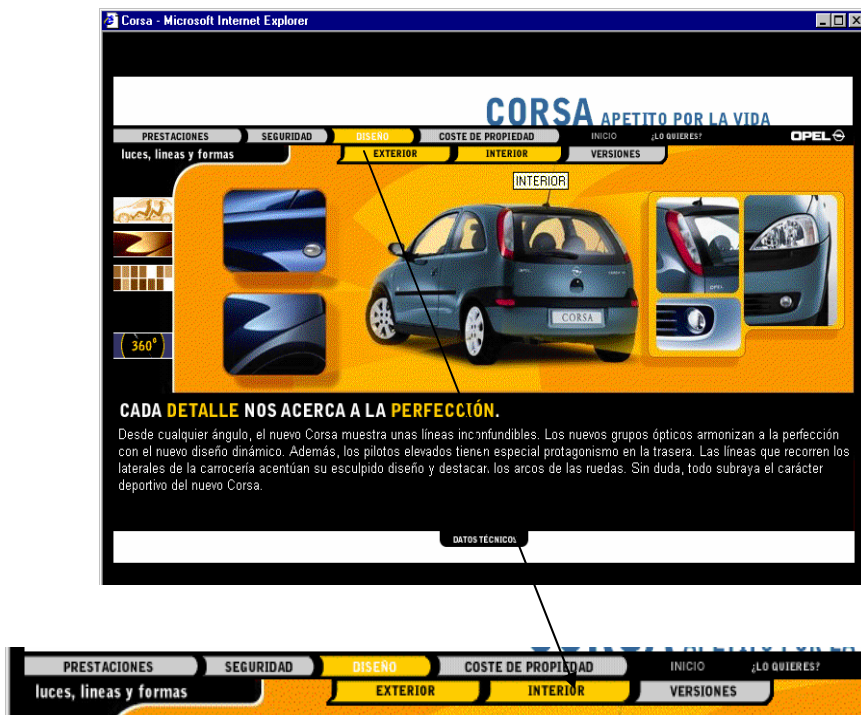 Corsa - Microsoft Internet Explorer
CORSA APETITO POR LA VIDA
PRESTACIONES SEGURIDAD DISEÑO COSTE DE PROPIEDAD INICIO ¿LO QUIERES? OPEL
luces, lineas y formas EXTERIOR INTERIOR VERSIONES
INTERIOR
OPEL
CORSA
OPEL
360°
CADA DETALLE NOS ACERCA A LA PERFECCIÓN.
Desde cualquier ángulo, el nuevo Corsa muestra unas líneas inconfundibles. Los nuevos grupos ópticos armonizan a la perfección
con el nuevo diseño dinámico. Además, los pilotos elevados tienen especial protagonismo en la trasera. Las líneas que recorren los
laterales de la carrocería acentúan su esculpido diseño y destacan los arcos de las ruedas. Sin duda, todo subraya el carácter
deportivo del nuevo Corsa.
DATOS TÉCNICOS
PRESTACIONES SEGURIDAD DISEÑO COSTE DE PROPIEDAD INICIO ¿LO QUIERES?
luces, lineas y formas EXTERIOR INTERIOR VERSIONES